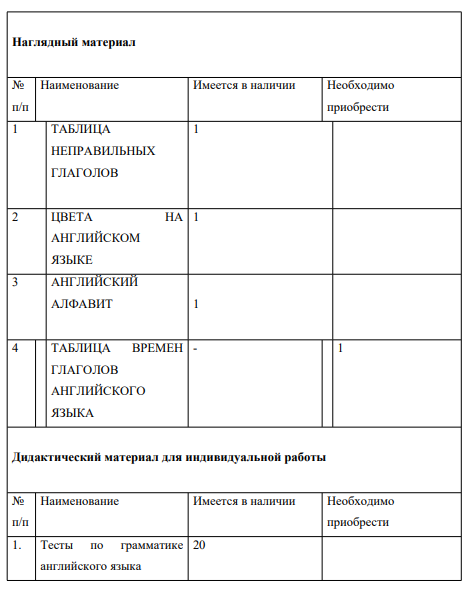 Наглядный материал
№ Наименование Имеется в наличии Необходимо
п/п приобрести
1 ТАБЛИЦА 1
НЕПРАВИЛЬНЫХ
ГЛАГОЛОВ
2 ЦВЕТА НА 1
АНГЛИЙСКОМ
ЯЗЫКЕ
3 АНГЛИЙСКИЙ
АЛФАВИТ 1
4 ТАБЛИЦА ВРЕМЕН - 1
ГЛАГОЛОВ
АНГЛИЙСКОГО
ЯЗЫКА
Дидактический материал для индивидуальной работы
№ Наименование Имеется в наличии Необходимо
п/п приобрести
1. Тесты по грамматике 20
английского языка